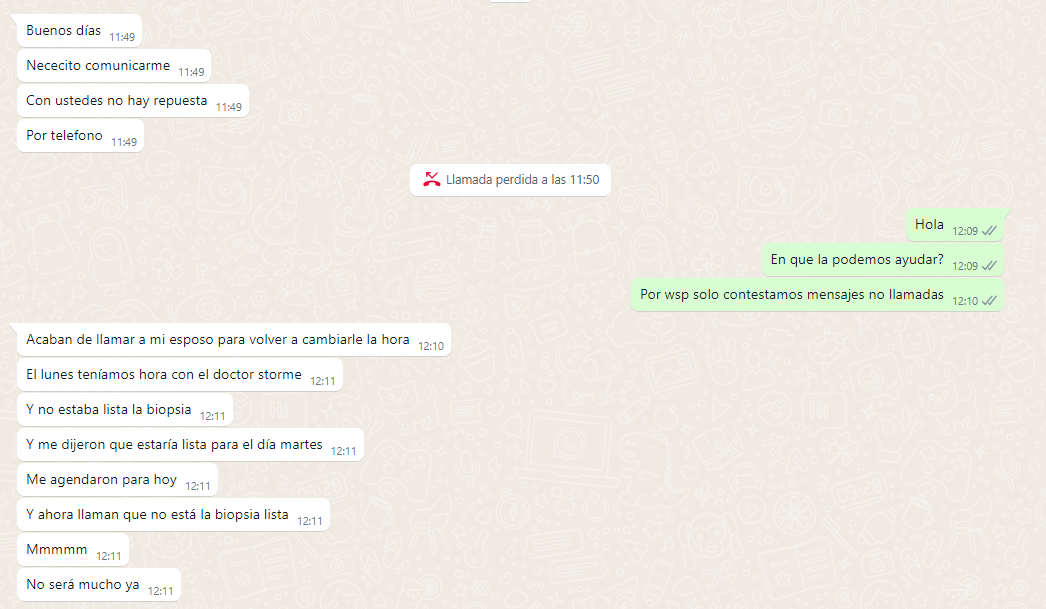 Buenos días 11:49
Nececito comunicarme 11:49
Con ustedes no hay repuesta 11:49
Por telefono 11:49
Llamada perdida a las 11:50
Hola 12:09
En que la podemos ayudar? 12:09
Por wsp solo contestamos mensajes no llamadas 12:10
Acaban de llamar a mi esposo para volver a cambiarle la hora 12:10
El lunes teníamos hora con el doctor storme 12:11
Y no estaba lista la biopsia 12:11
Y me dijeron que estaría lista para el día martes 12:11
Me agendaron para hoy 12:11
Y ahora llaman que no está la biopsia lista 12:11
Mmmmm 12:11
No será mucho ya 12:11